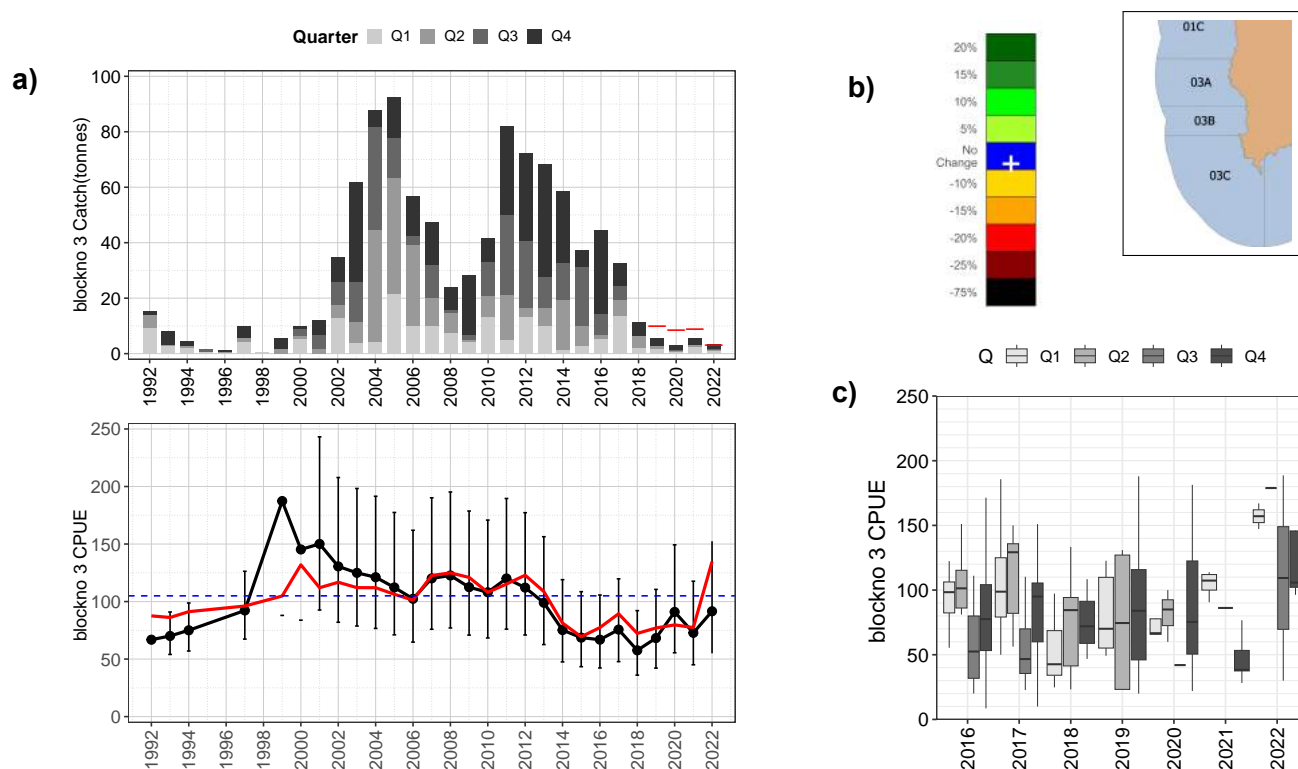 Quarter Q1 Q2 Q3 Q4
a)
blockno 3 Catch(tonnes)
100
80
60
40
20
0
1992 1994 1996 1998 2000 2002 2004 2006 2008 2010 2012 2014 2016 2018 2020 2022
blockno 3 CPUE
250
200
150
100
50
0
1992 1994 1996 1998 2000 2002 2004 2006 2008 2010 2012 2014 2016 2018 2020 2022
b)
20%
15%
10%
5%
No
Change
-10%
-15%
-20%
-25%
-75%
01C
03A
03B
03C
Q Q1 Q2 Q3 Q4
c)
blockno 3 CPUE
250
200
150
100
50
0
2016 2017 2018 2019 2020 2021 2022